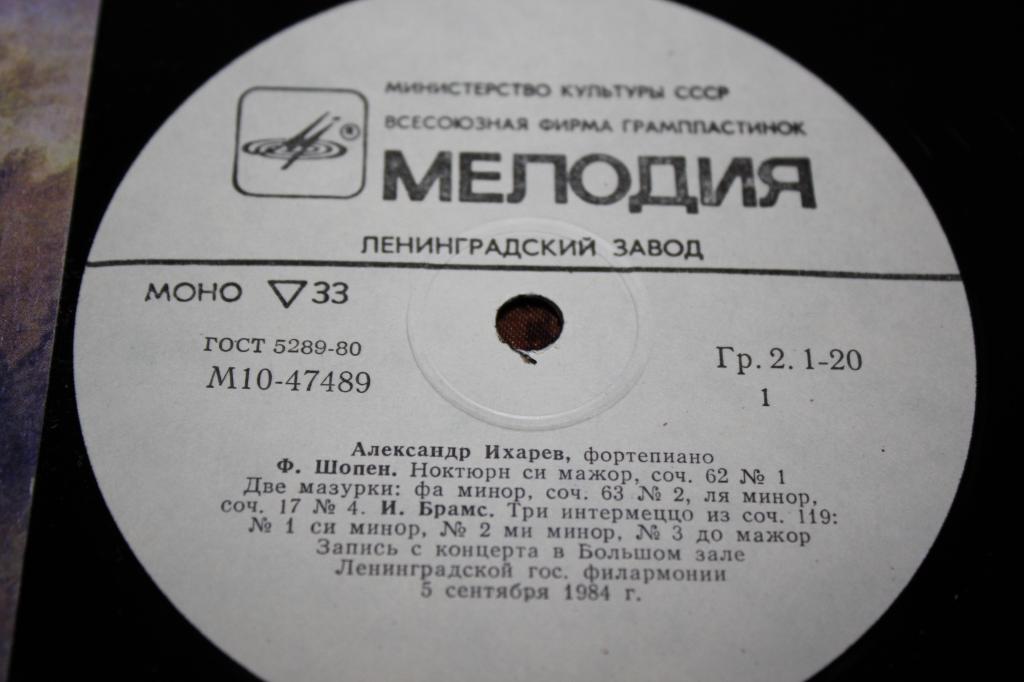 МИНИСТЕРСТВО КУЛЬТУРЫ СССР
ВСЕСОЮЗНАЯ ФИРМА ГРАМПЛАСТИНОК
МЕЛОДИЯ
ЛЕНИНГРАДСКИЙ ЗАВОД
МОНО ▽33
ГОСТ 5289-80
М10-47489
Гр. 2. 1-20
1
Александр Ихарев, фортепиано
Ф. Шопен. Ноктюрн си мажор, соч. 62 № 1
Две мазурки: фа минор, соч. 63 № 2, ля минор,
соч. 17 № 4. И. Брамс. Три интермеццо из соч. 119:
№ 1 си минор, № 2 ми минор, № 3 до мажор
Запись с концерта в Большом зале
Ленинградской гос. филармонии
5 сентября 1984 г.